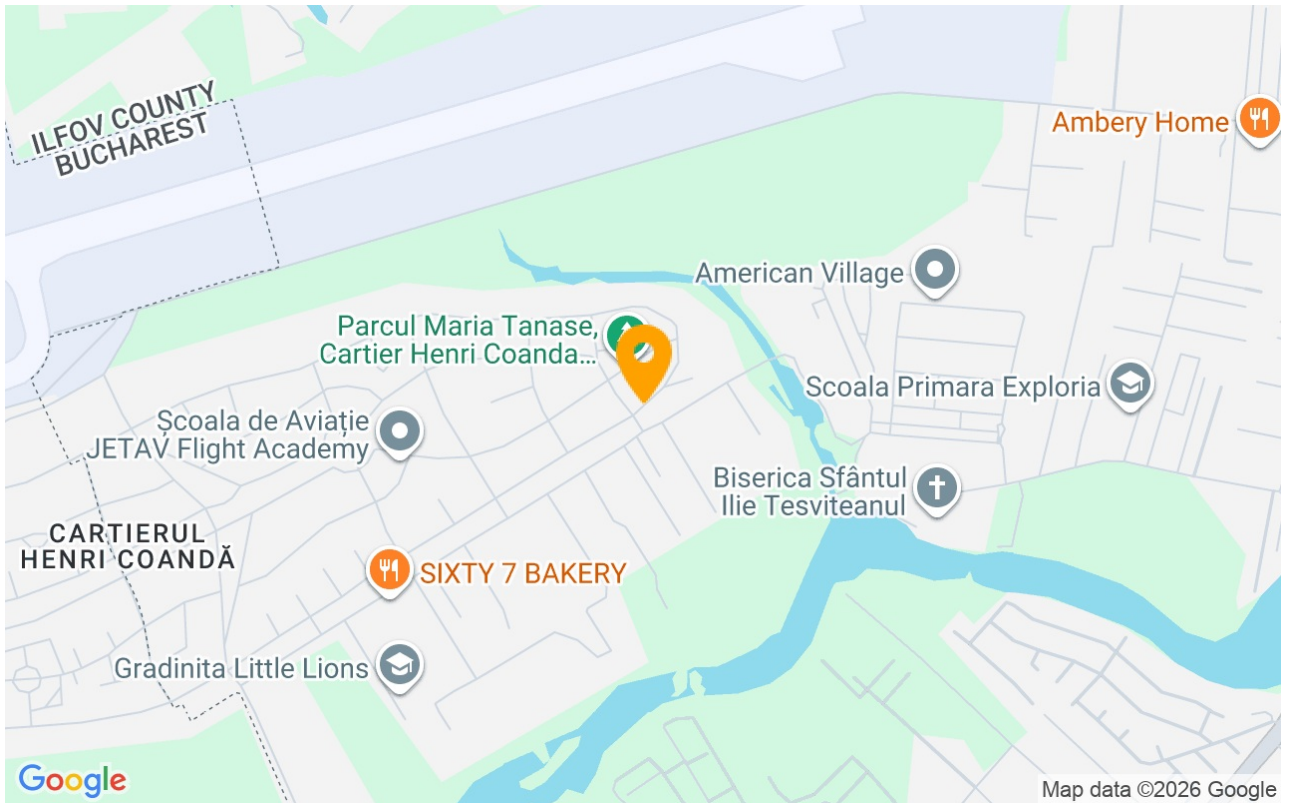 ILFOV COUNTY
BUCHAREST
Ambery Home
American Village
Parcul Maria Tanase,
Cartier Henri Coanda...
Scoala Primara Exploria
Școala de Aviație
JETAV Flight Academy
Biserica Sfântul
Ilie Tesviteanul
CARTIERUL
HENRI COANDĂ
SIXTY 7 BAKERY
Gradinita Little Lions
Google
Map data ©2026 Google